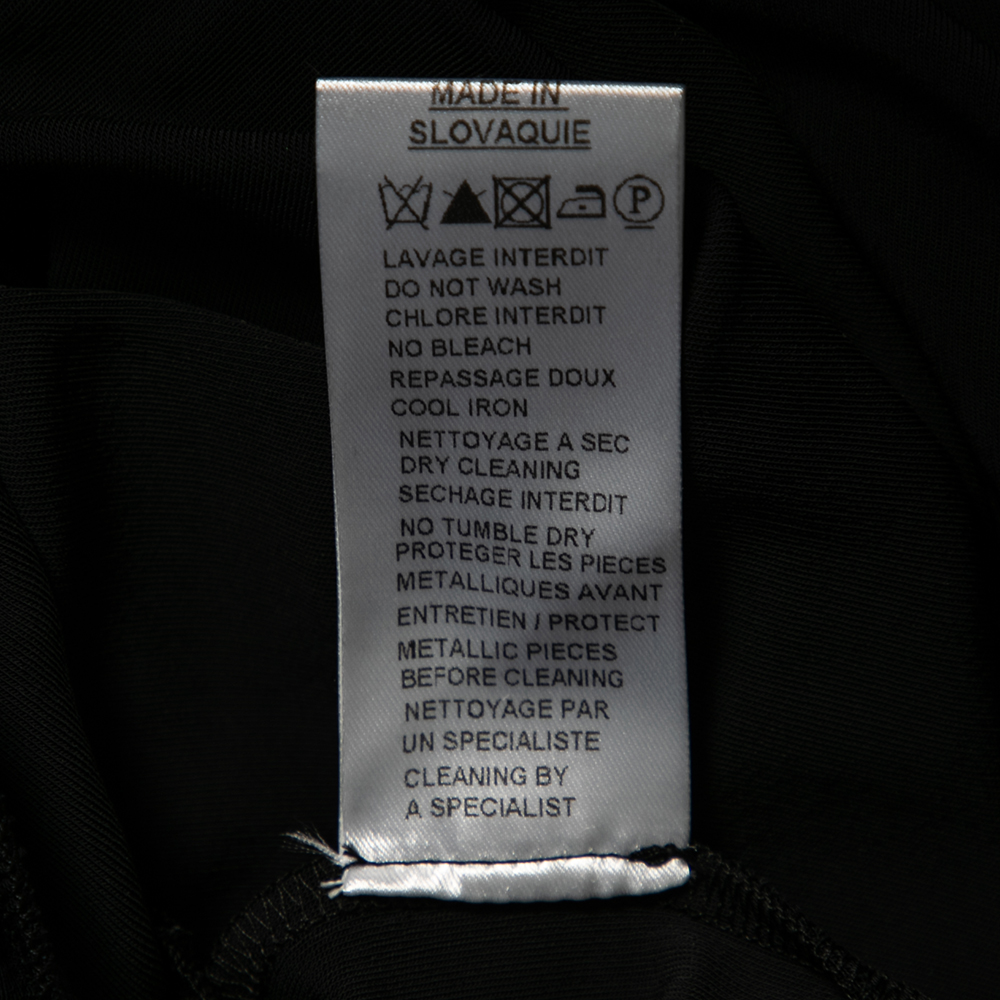 MADE IN
SLOVAQUIE
P
LAVAGE INTERDIT
DO NOT WASH
CHLORE INTERDIT
NO BLEACH
REPASSAGE DOUX
COOL IRON
NETTOYAGE A SEC
DRY CLEANING
SECHAGE INTERDIT
NO TUMBLE DRY
PROTEGER LES PIECES
METALLIQUES AVANT
ENTRETIEN / PROTECT
METALLIC PIECES
BEFORE CLEANING
NETTOYAGE PAR
UN SPECIALISTE
CLEANING BY
A SPECIALIST